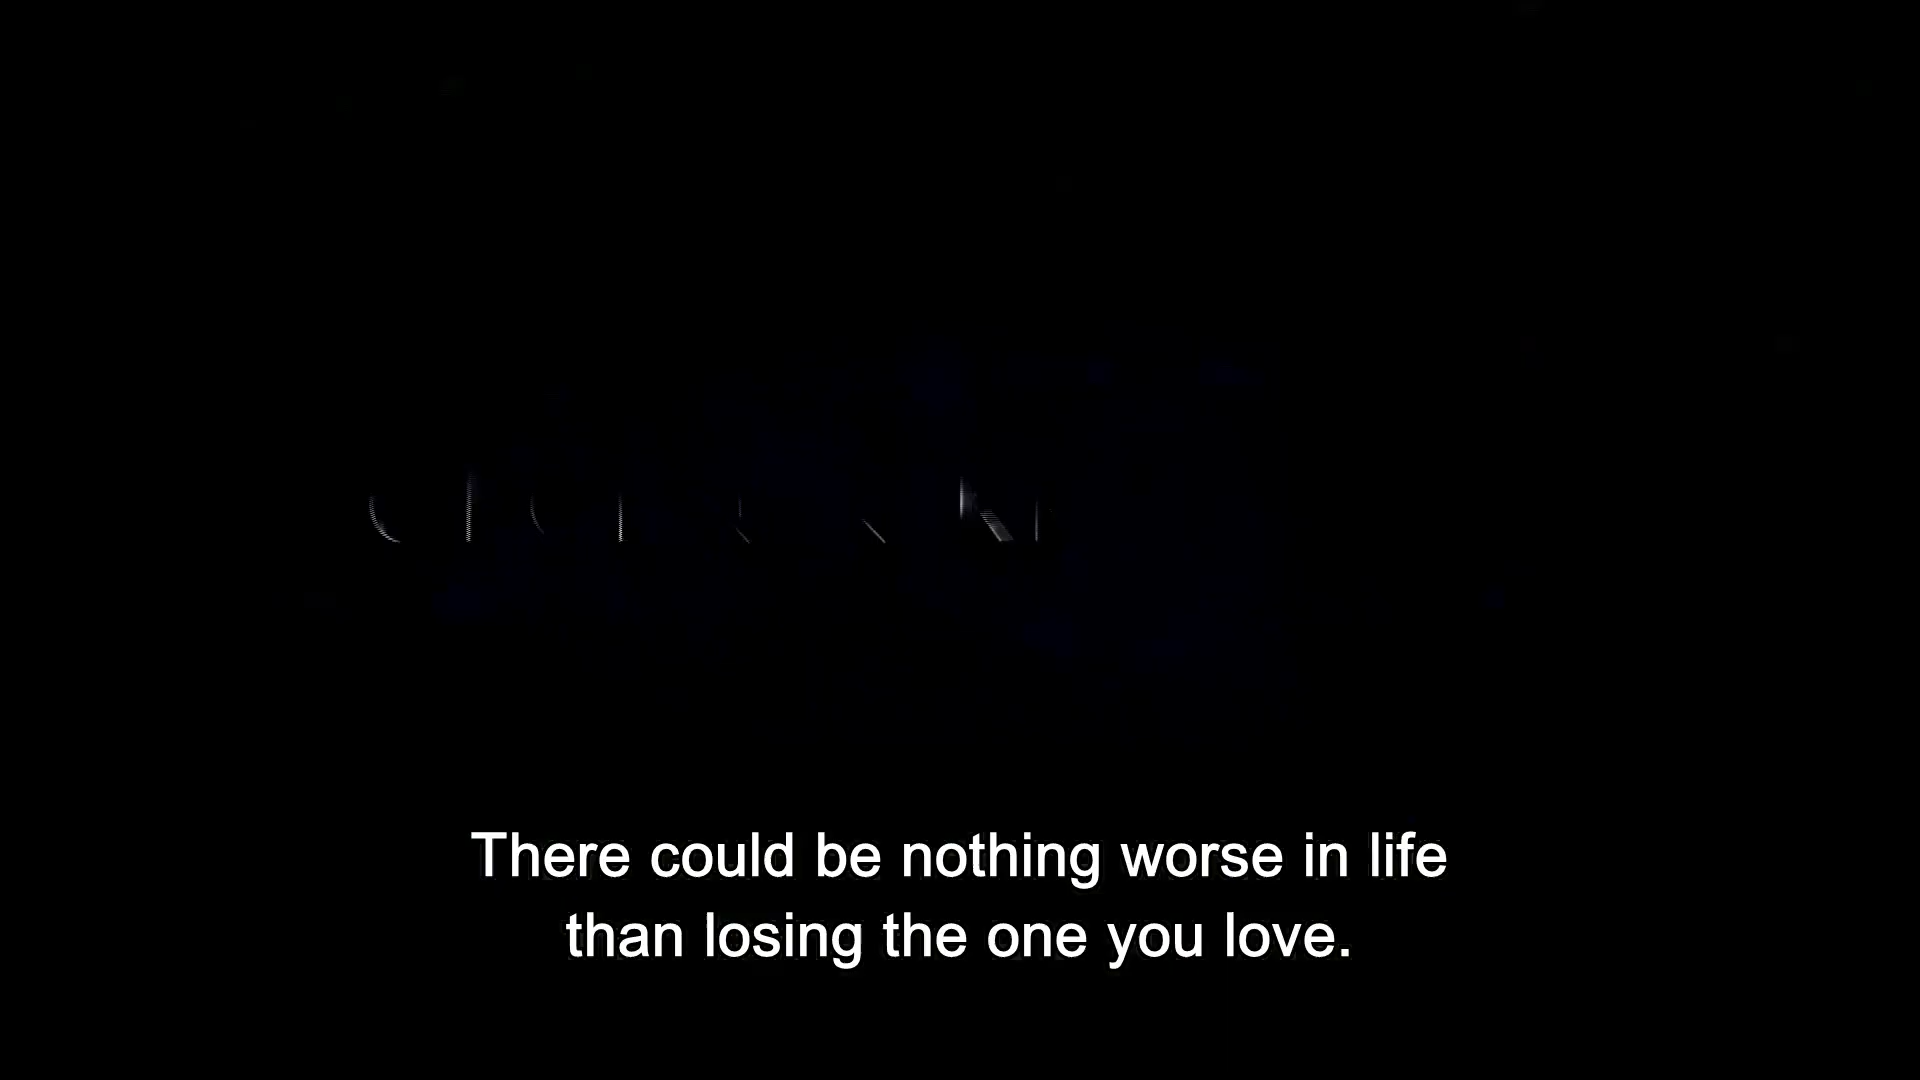 There could be nothing worse in life
than losing the one you love.